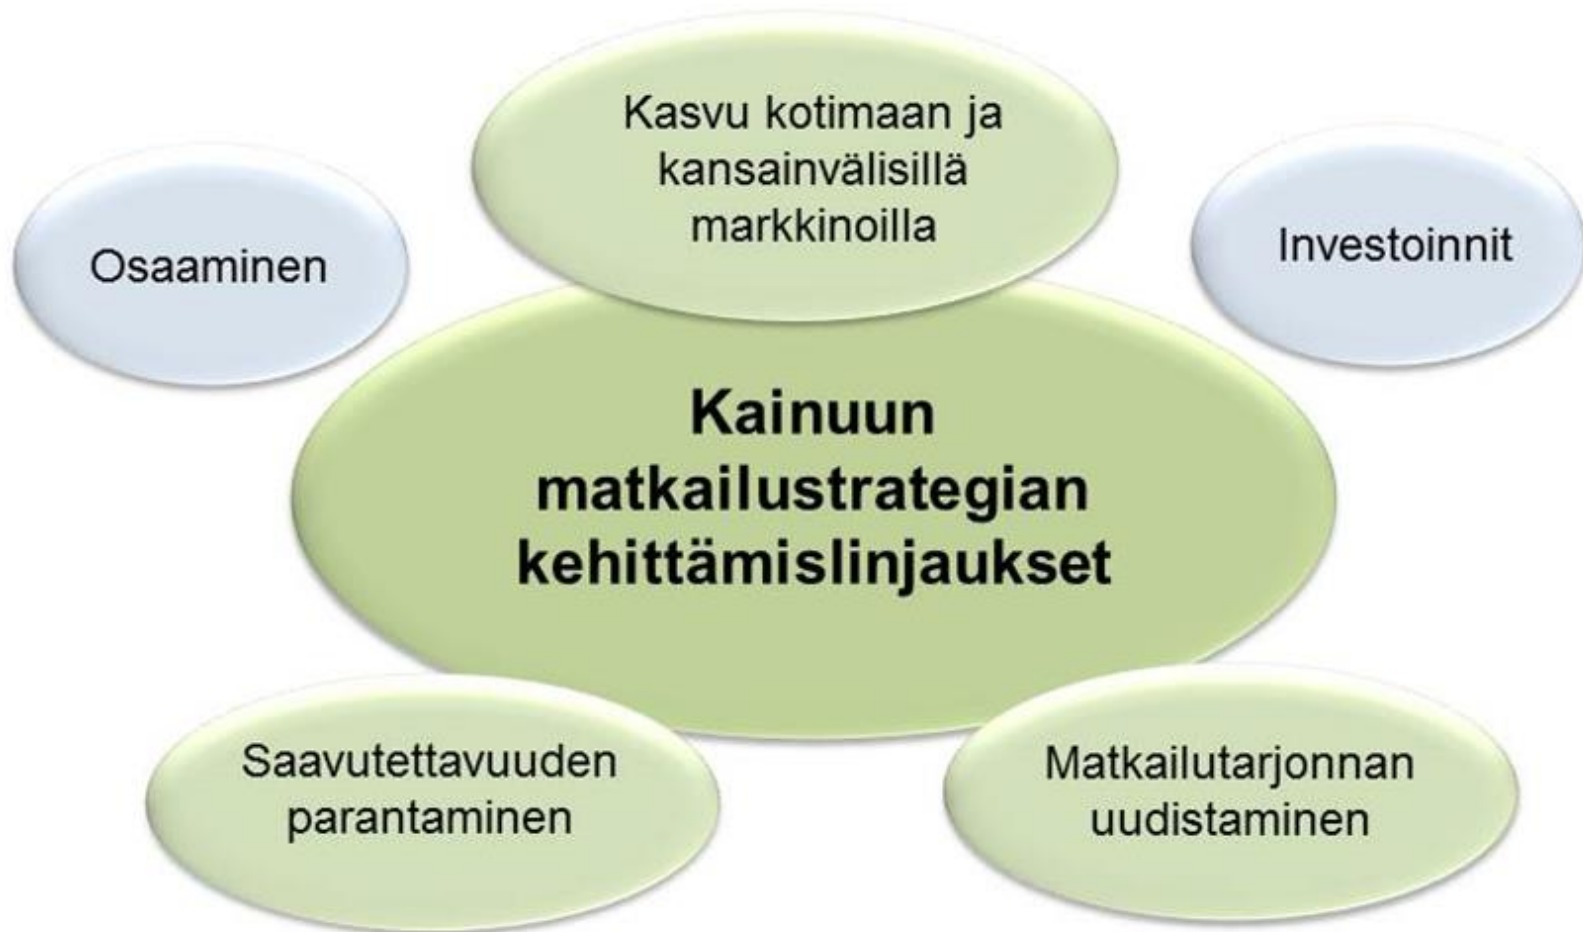 Kasvu kotimaan ja
kansainvälisillä
markkinoilla
Osaaminen
Investoinnit
Kainuun
matkailustrategian
kehittämislinjaukset
Saavutettavuuden
parantaminen
Matkailutarjonnan
uudistaminen